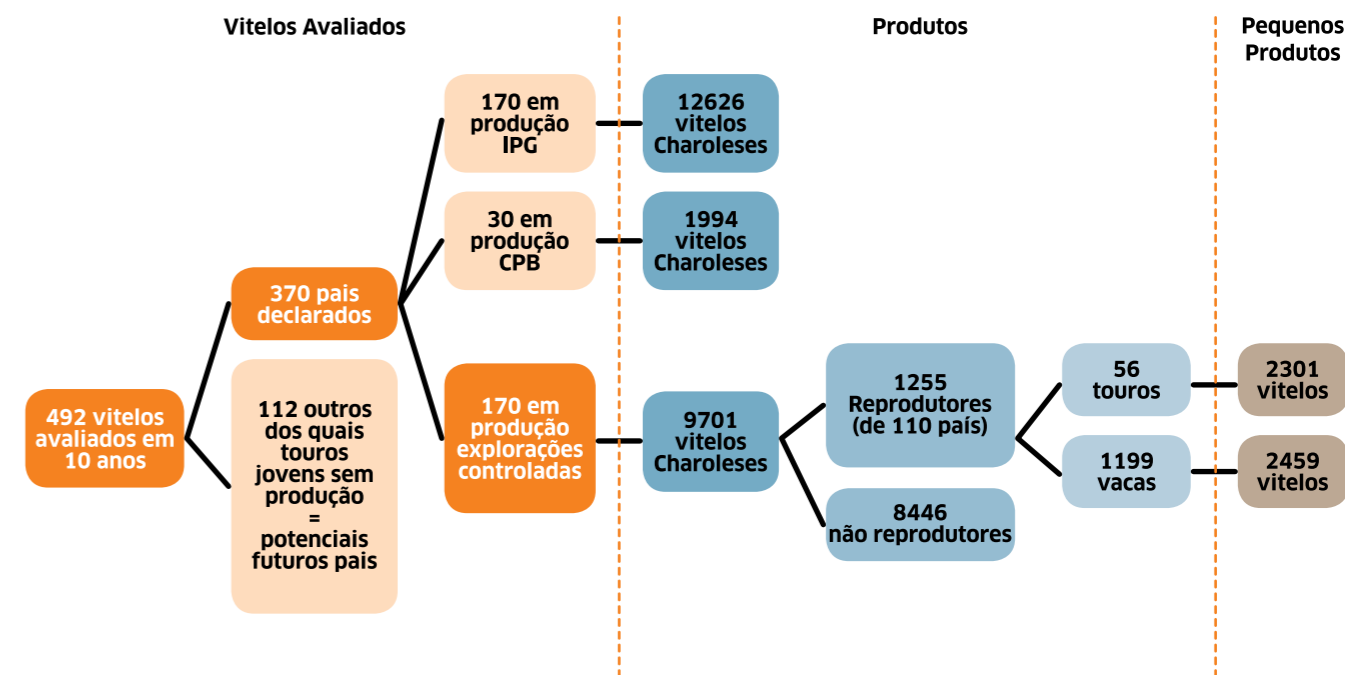 Vitelos Avaliados
Produtos
Pequenos
Produtos
170 em
produção
IPG
12626
vitelos
Charoleses
30 em
produção
CPB
1994
vitelos
Charoleses
370 pais
declarados
492 vitelos
avaliados em
10 anos
112 outros
dos quais
touros
jovens sem
produção
=
potenciais
futuros pais
170 em
produção
explorações
controladas
9701
vitelos
Charoleses
1255
Reprodutores
(de 110 país)
8446
não reprodutores
56
touros
2301
vitelos
1199
vacas
2459
vitelos